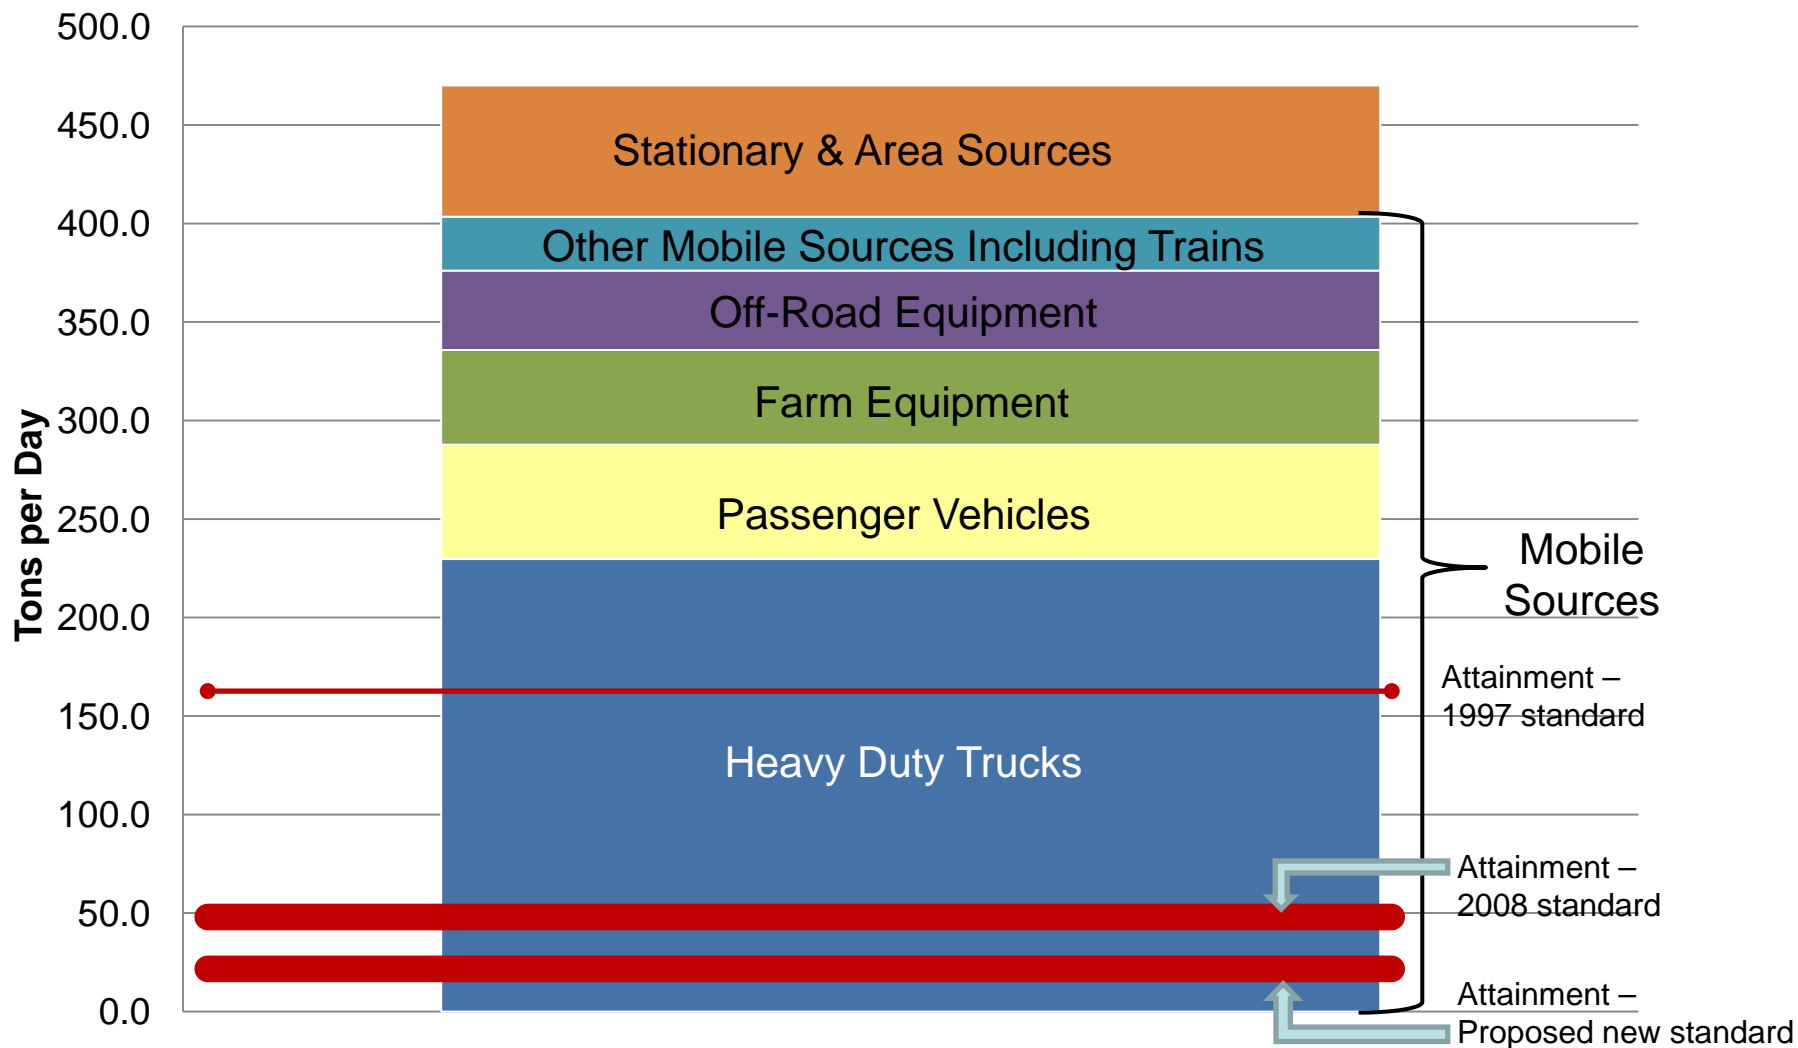 500.0
450.0
400.0
350.0
300.0
250.0
200.0
150.0
100.0
50.0
0.0
Tons per Day
Stationary & Area Sources
Other Mobile Sources Including Trains
Off-Road Equipment
Farm Equipment
Passenger Vehicles
Heavy Duty Trucks
Mobile
Sources
Attainment –
1997 standard
Attainment –
2008 standard
Attainment –
Proposed new standard